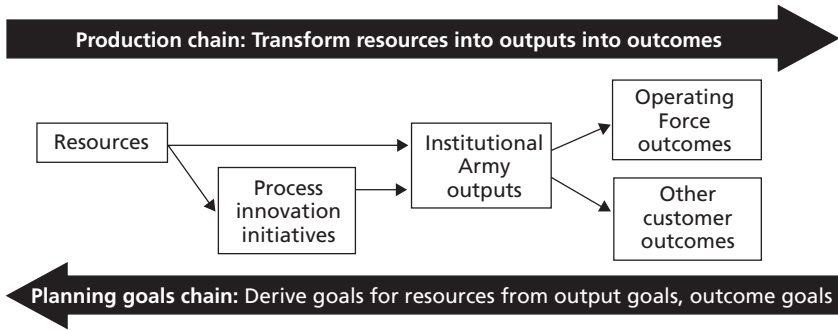 Production chain: Transform resources into outputs into outcomes
Resources
Process
innovation
initiatives
Institutional
Army
outputs
Operating
Force
outcomes
Other
customer
outcomes
Planning goals chain: Derive goals for resources from output goals, outcome goals